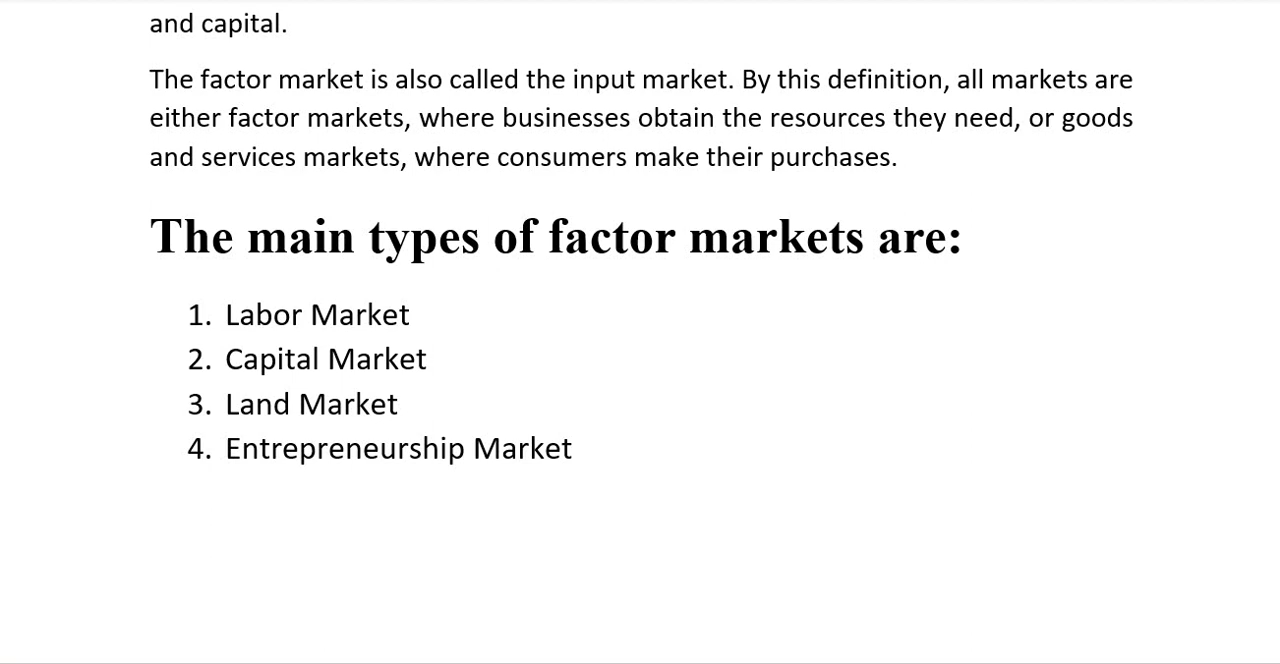 and capital.
The factor market is also called the input market. By this definition, all markets are
either factor markets, where businesses obtain the resources they need, or goods
and services markets, where consumers make their purchases.
The main types of factor markets are:
1. Labor Market
2. Capital Market
3. Land Market
4. Entrepreneurship Market